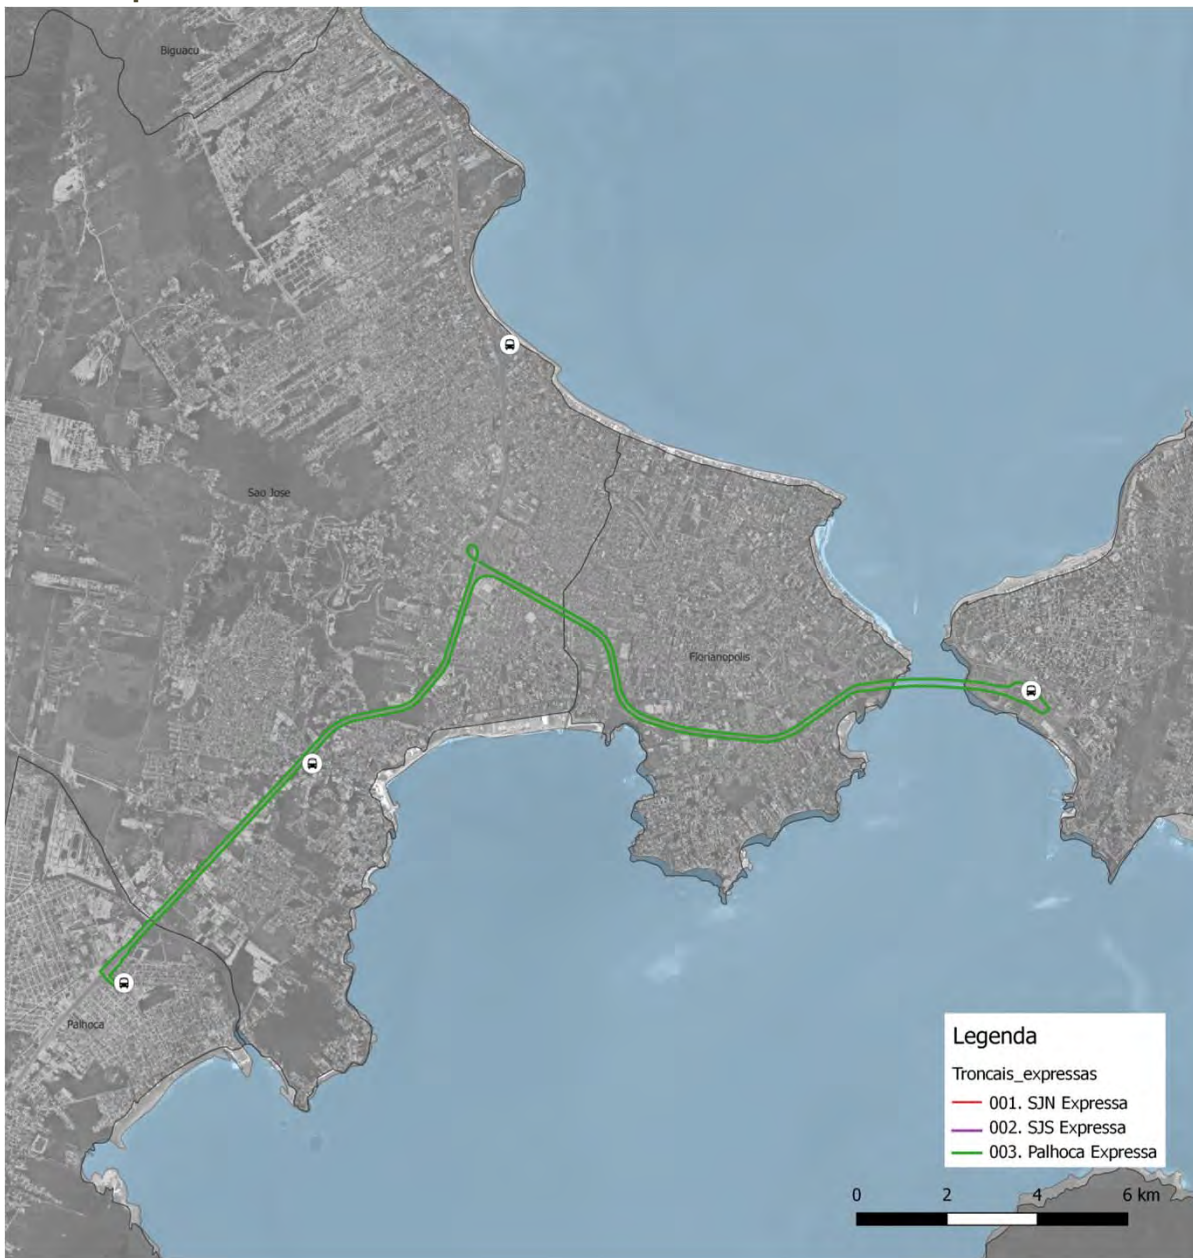 Biguacu
Sao Jose
Florianopolis
Palhoca
Legenda
Troncais_expressas
001. SJN Expressa
002. SJS Expressa
003. Palhoca Expressa
0 2 4 6 km